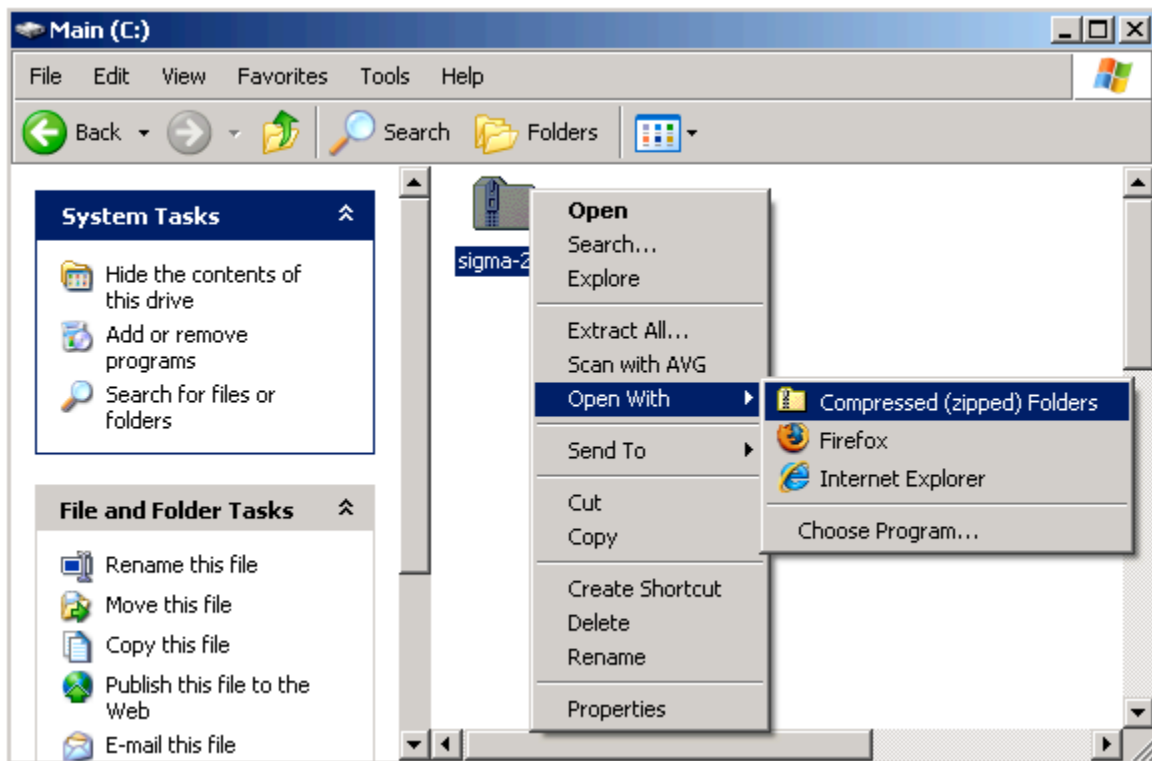 Main (C:)
File Edit View Favorites Tools Help
Back Search Folders
System Tasks
Hide the contents of
this drive
Add or remove
programs
Search for files or
folders
File and Folder Tasks
Rename this file
Move this file
Copy this file
Publish this file to the
Web
E-mail this file
sigma-2
Open
Search...
Explore
Extract All...
Scan with AVG
Open With
Send To
Cut
Copy
Create Shortcut
Delete
Rename
Properties
Compressed (zipped) Folders
Firefox
Internet Explorer
Choose Program...